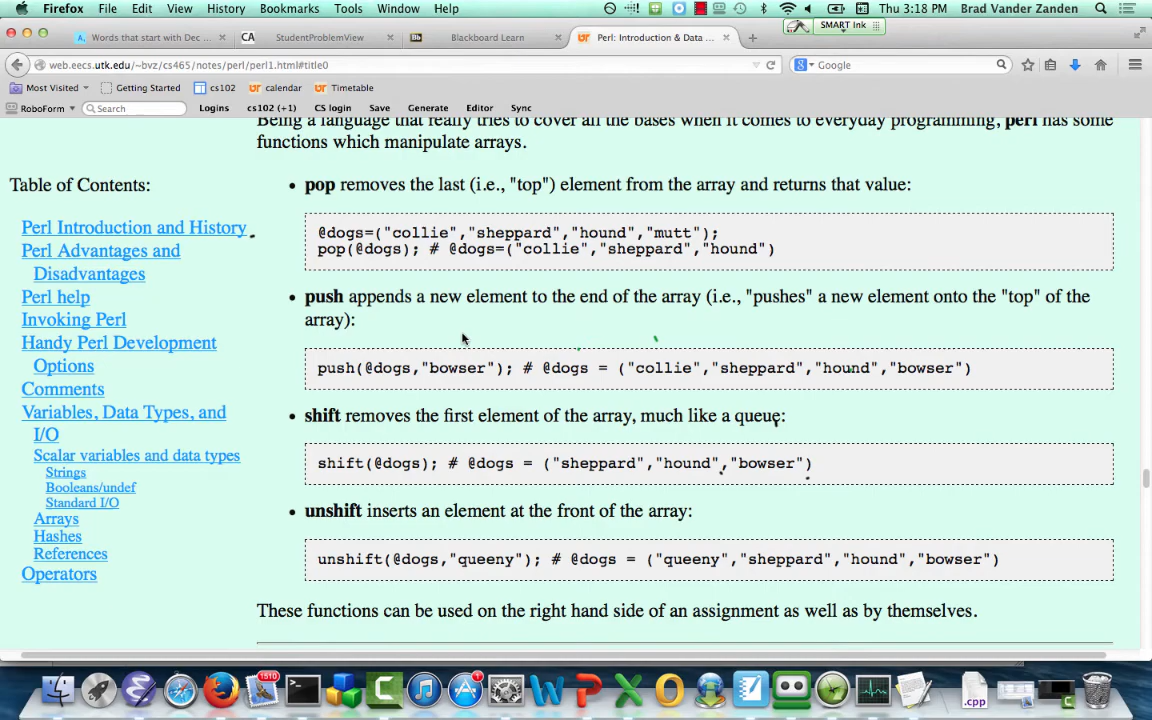 Firefox File Edit View History Bookmarks Tools Window Help Thu 3:18 PM Brad Vander Zanden
SMART Ink
Words that start with Dec ...
CA StudentProblemView
Bb Blackboard Learn
Perl: Introduction & Data ...
web.eecs.utk.edu/~bvz/cs465/notes/perl/perl1.html#title0
Google
Most Visited Getting Started cs102 calendar Timetable
RoboForm Search Logins cs102 (+1) CS login Save Generate Editor Sync
Being a language that really tries to cover all the bases when it comes to everyday programming, perl has some
functions which manipulate arrays.
Table of Contents:
Perl Introduction and History
Perl Advantages and
Disadvantages
Perl help
Invoking Perl
Handy Perl Development
Options
Comments
Variables, Data Types, and
I/O
Scalar variables and data types
Strings
Booleans/undef
Standard I/O
Arrays
Hashes
References
Operators
• pop removes the last (i.e., "top") element from the array and returns that value:
@dogs=("collie","sheppard","hound","mutt");
pop(@dogs); # @dogs=("collie","sheppard","hound")
• push appends a new element to the end of the array (i.e., "pushes" a new element onto the "top" of the
array):
push(@dogs,"bowser"); # @dogs = ("collie","sheppard","hound","bowser")
• shift removes the first element of the array, much like a queue:
shift(@dogs); # @dogs = ("sheppard","hound","bowser")
• unshift inserts an element at the front of the array:
unshift(@dogs,"queeny"); # @dogs = ("queeny","sheppard","hound","bowser")
These functions can be used on the right hand side of an assignment as well as by themselves.
1510
.cpp